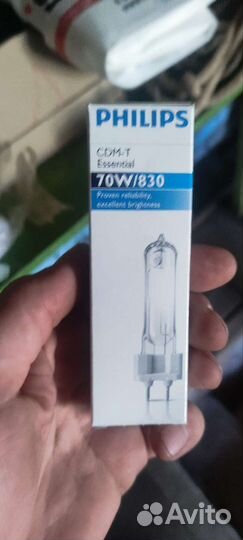 PHILIPS
CDM-T
Essential
70W/830
Proven reliability,
excellent brightness
Avito